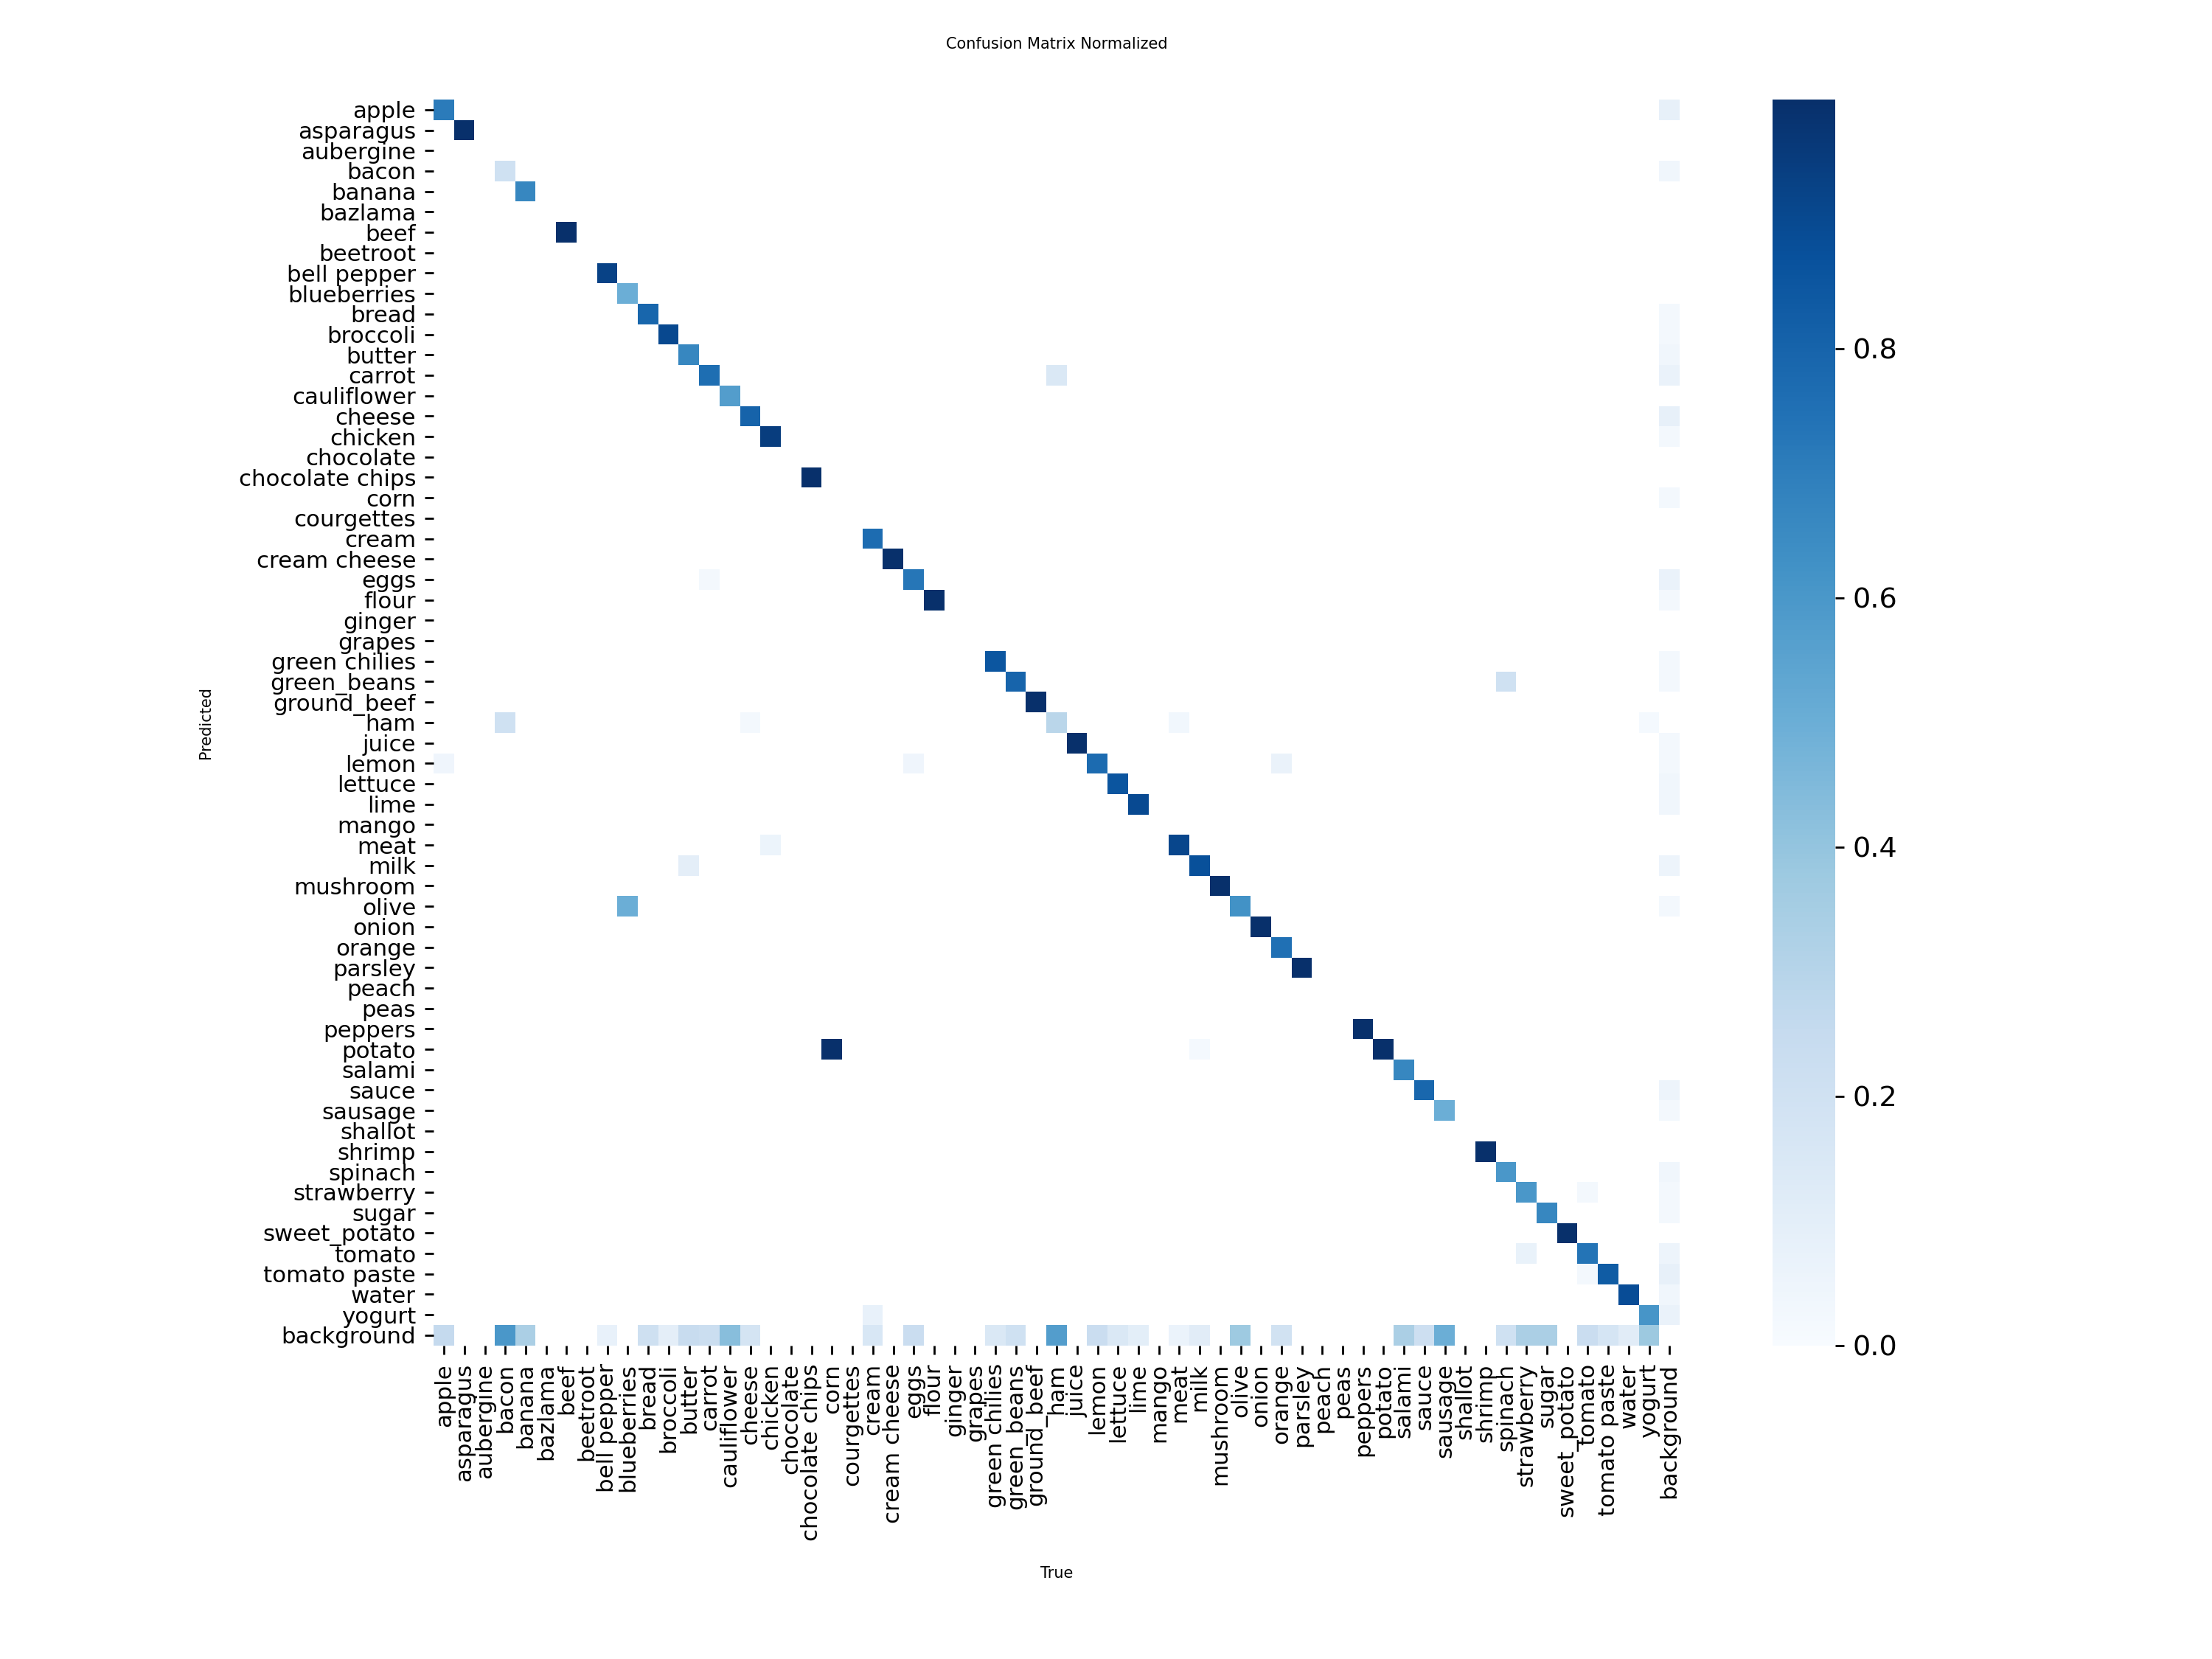 Confusion Matrix Normalized
apple
asparagus
aubergine
bacon
banana
bazlama
beef
beetroot
bell pepper
blueberries
bread
broccoli
butter
carrot
cauliflower
cheese
chicken
chocolate
chocolate chips
corn
courgettes
cream
cream cheese
eggs
flour
ginger
grapes
green chilies
green_beans
ground_beef
ham
juice
lemon
lettuce
lime
mango
meat
milk
mushroom
olive
onion
orange
parsley
peach
peas
peppers
potato
salami
sauce
sausage
shallot
shrimp
spinach
strawberry
sugar
sweet_potato
tomato
tomato paste
water
yogurt
background
Predicted
apple
asparagus
aubergine
bacon
banana
bazlama
beef
beetroot
bell pepper
blueberries
bread
broccoli
butter
carrot
cauliflower
cheese
chicken
chocolate
chocolate chips
corn
courgettes
cream
cream cheese
eggs
flour
ginger
grapes
green chilies
green_beans
ground_beef
ham
juice
lemon
lettuce
lime
mango
meat
milk
mushroom
olive
onion
orange
parsley
peach
peas
peppers
potato
salami
sauce
sausage
shallot
shrimp
spinach
strawberry
sugar
sweet_potato
tomato
tomato paste
water
yogurt
background
True
0.8
0.6
0.4
0.2
0.0